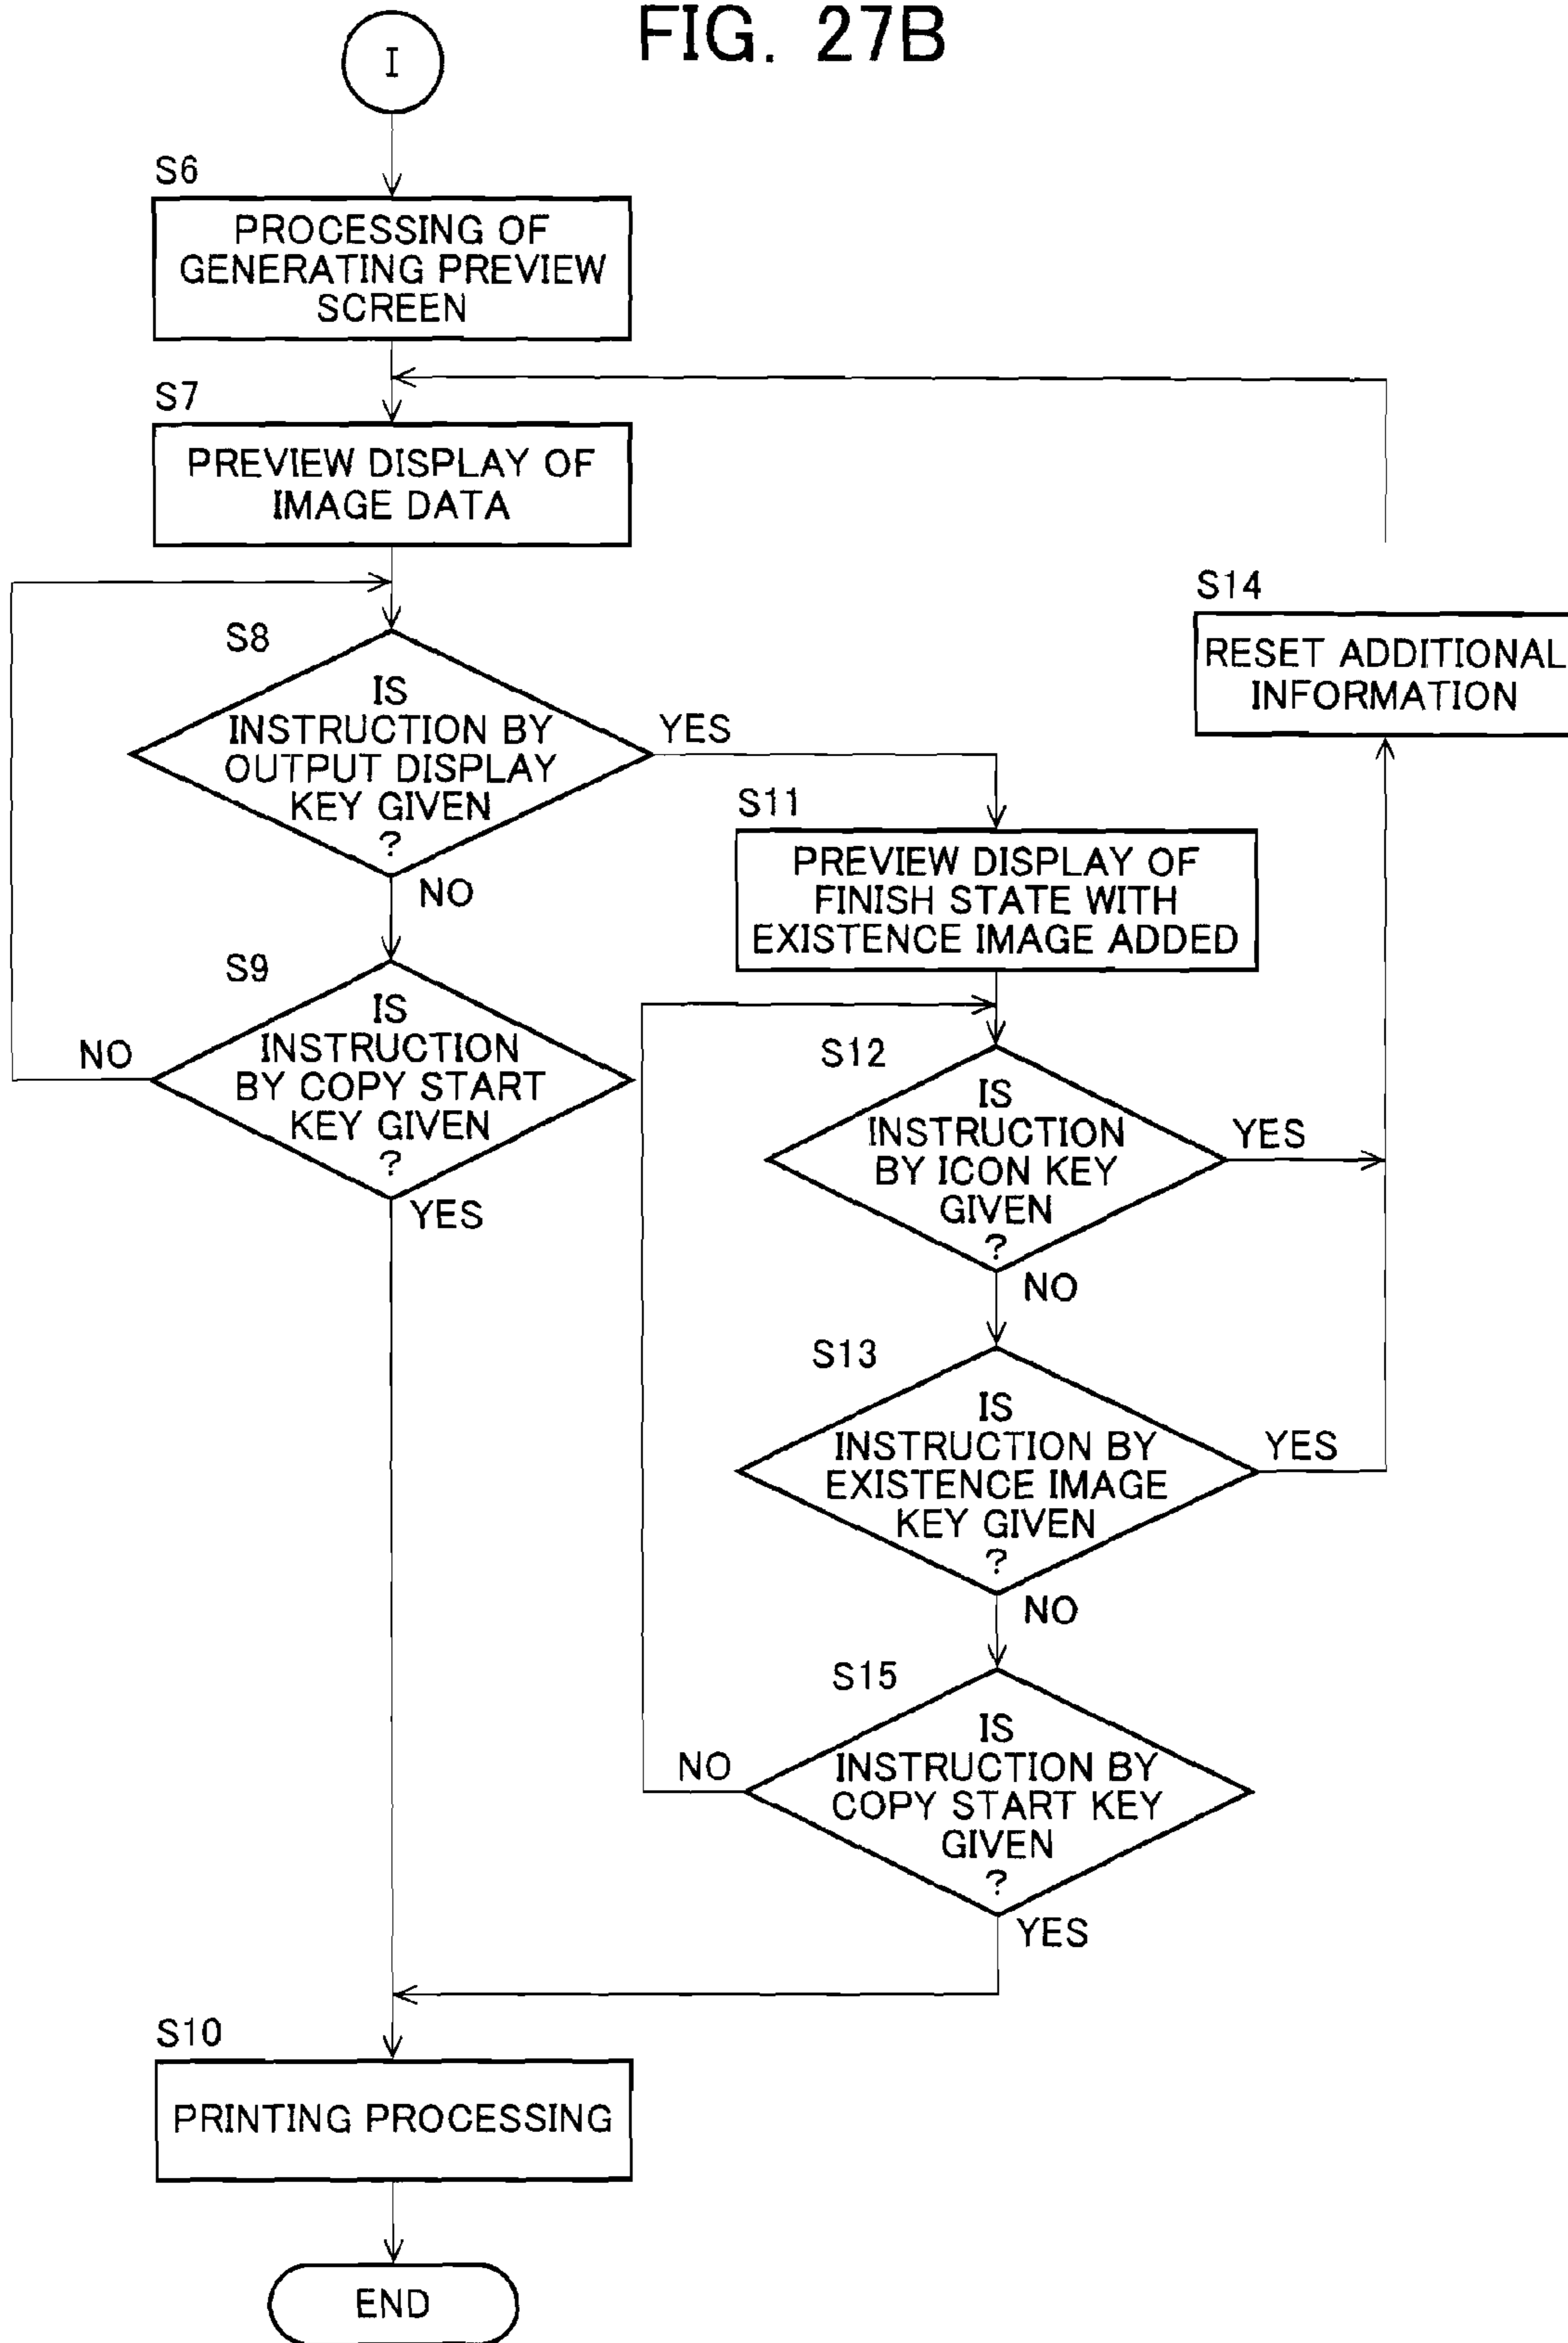 FIG. 27B
I
S6
PROCESSING OF
GENERATING PREVIEW
SCREEN
S7
PREVIEW DISPLAY OF
IMAGE DATA
S8
IS
INSTRUCTION BY
OUTPUT DISPLAY
KEY GIVEN
?
YES
NO
S9
IS
INSTRUCTION
BY COPY START
KEY GIVEN
?
NO
YES
S11
PREVIEW DISPLAY OF
FINISH STATE WITH
EXISTENCE IMAGE ADDED
S12
IS
INSTRUCTION
BY ICON KEY
GIVEN
?
YES
NO
S13
IS
INSTRUCTION BY
EXISTENCE IMAGE
KEY GIVEN
?
YES
NO
S14
RESET ADDITIONAL
INFORMATION
S15
IS
INSTRUCTION BY
COPY START KEY
GIVEN
?
NO
YES
S10
PRINTING PROCESSING
END